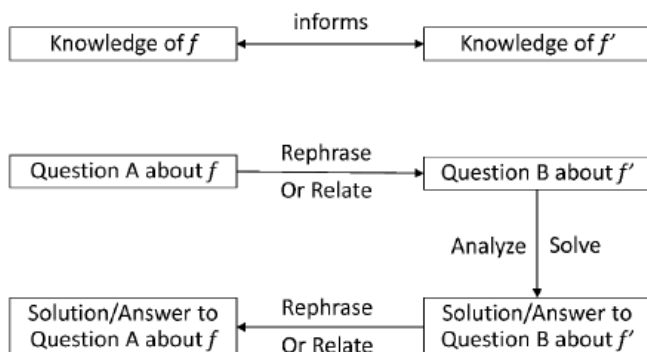 informs
Knowledge of f
Knowledge of f'
Rephrase
Question A about f
Question B about f'
Or Relate
Analyze
Solve
Solution/Answer to
Question A about f
Rephrase
Or Relate
Solution/Answer to
Question B about f'